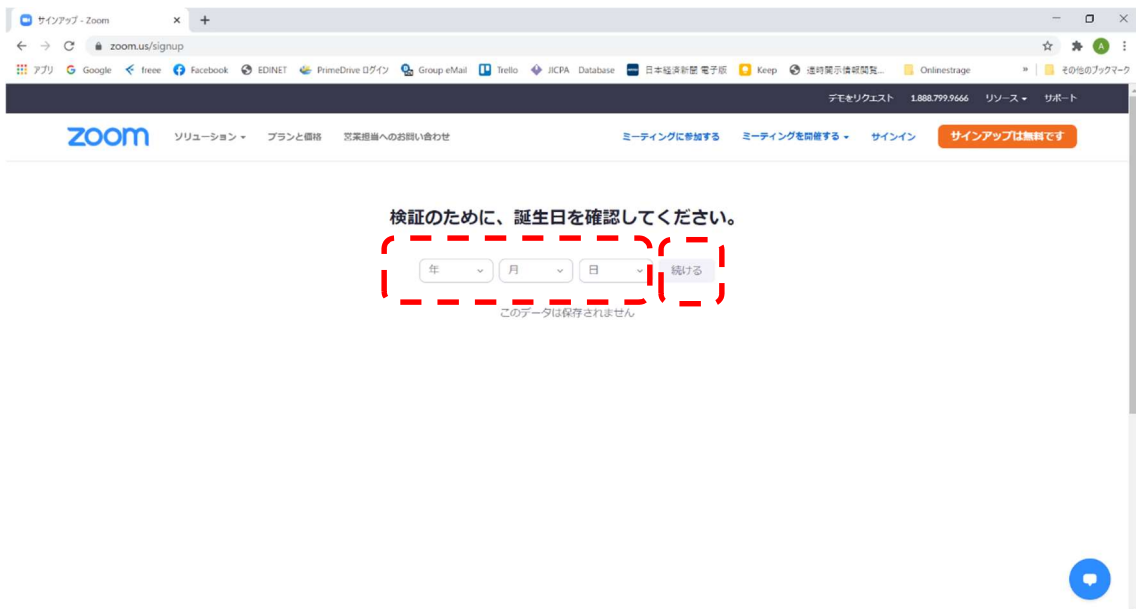 サインアップ - Zoom
zoom.us/signup
アプリ Google freee Facebook EDINET PrimeDrive ログイン Group eMail Trello JICPA Database 日本経済新聞 電子版 Keep 適時開示情報閲覧... Onlinestrage » その他のブックマーク
デモをリクエスト 1.888.799.9666 リソース サポート
zoom ソリューション プランと価格 営業担当へのお問い合わせ ミーティングに参加する ミーティングを開催する サインイン サインアップは無料です
検証のために、誕生日を確認してください。
年 月 日 続ける
このデータは保存されません